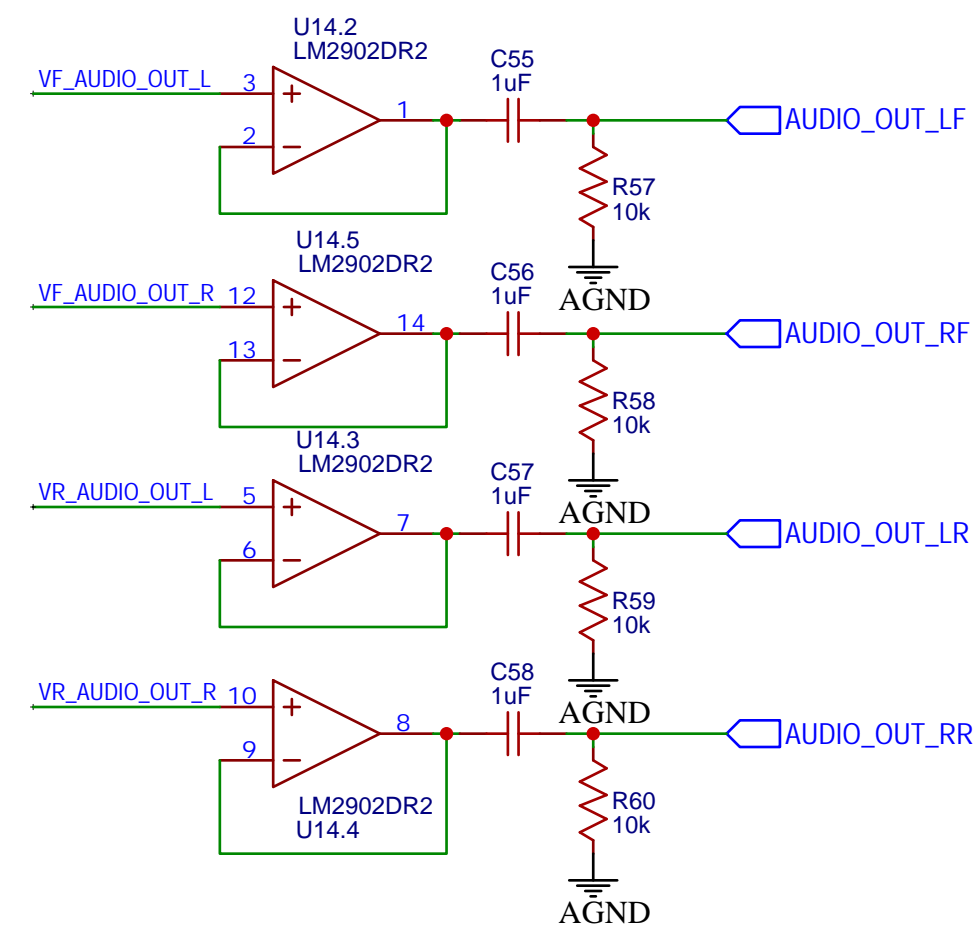 U14.2
LM2902DR2
C55
1uF
VF_AUDIO_OUT_L
3
1
2
AUDIO_OUT_LF
R57
10k
AGND
U14.5
LM2902DR2
C56
1uF
VF_AUDIO_OUT_R
12
14
13
AUDIO_OUT_RF
R58
10k
AGND
U14.3
LM2902DR2
C57
1uF
VR_AUDIO_OUT_L
5
7
6
AUDIO_OUT_LR
R59
10k
AGND
C58
1uF
VR_AUDIO_OUT_R
10
8
9
AUDIO_OUT_RR
LM2902DR2
U14.4
R60
10k
AGND